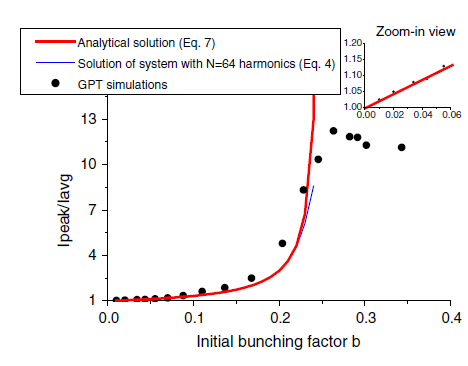 Zoom-in view
Analytical solution (Eq. 7)
Solution of system with N=64 harmonics (Eq. 4)
GPT simulations
1.20
1.15
1.10
1.05
1.00
0.00 0.02 0.04 0.06
13
10
7
4
1
Ipeak/Iavg
0.0 0.1 0.2 0.3 0.4
Initial bunching factor b